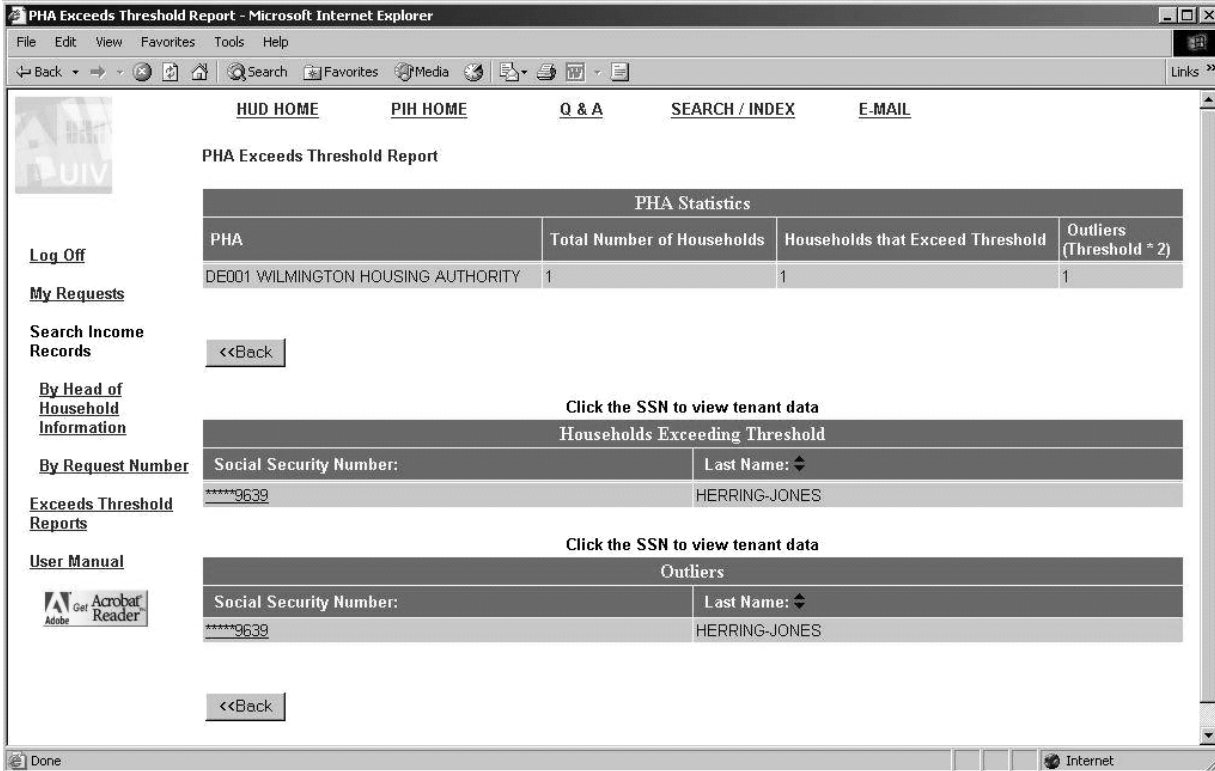 PHA Exceeds Threshold Report - Microsoft Internet Explorer
File Edit View Favorites Tools Help
Back Search Favorites Media Links »
UIV
HUD HOME PIH HOME Q & A SEARCH / INDEX E-MAIL
PHA Exceeds Threshold Report
PHA Statistics
PHA Total Number of Households Households that Exceed Threshold Outliers
(Threshold * 2)
DE001 WILMINGTON HOUSING AUTHORITY 1 1 1
Log Off
My Requests
Search Income
Records
By Head of
Household
Information
By Request Number
Exceeds Threshold
Reports
User Manual
Adobe Get Acrobat
Reader
<<Back
Click the SSN to view tenant data
Households Exceeding Threshold
Social Security Number: Last Name:
*****9639 HERRING-JONES
Click the SSN to view tenant data
Outliers
Social Security Number: Last Name:
*****9639 HERRING-JONES
<<Back
Done Internet